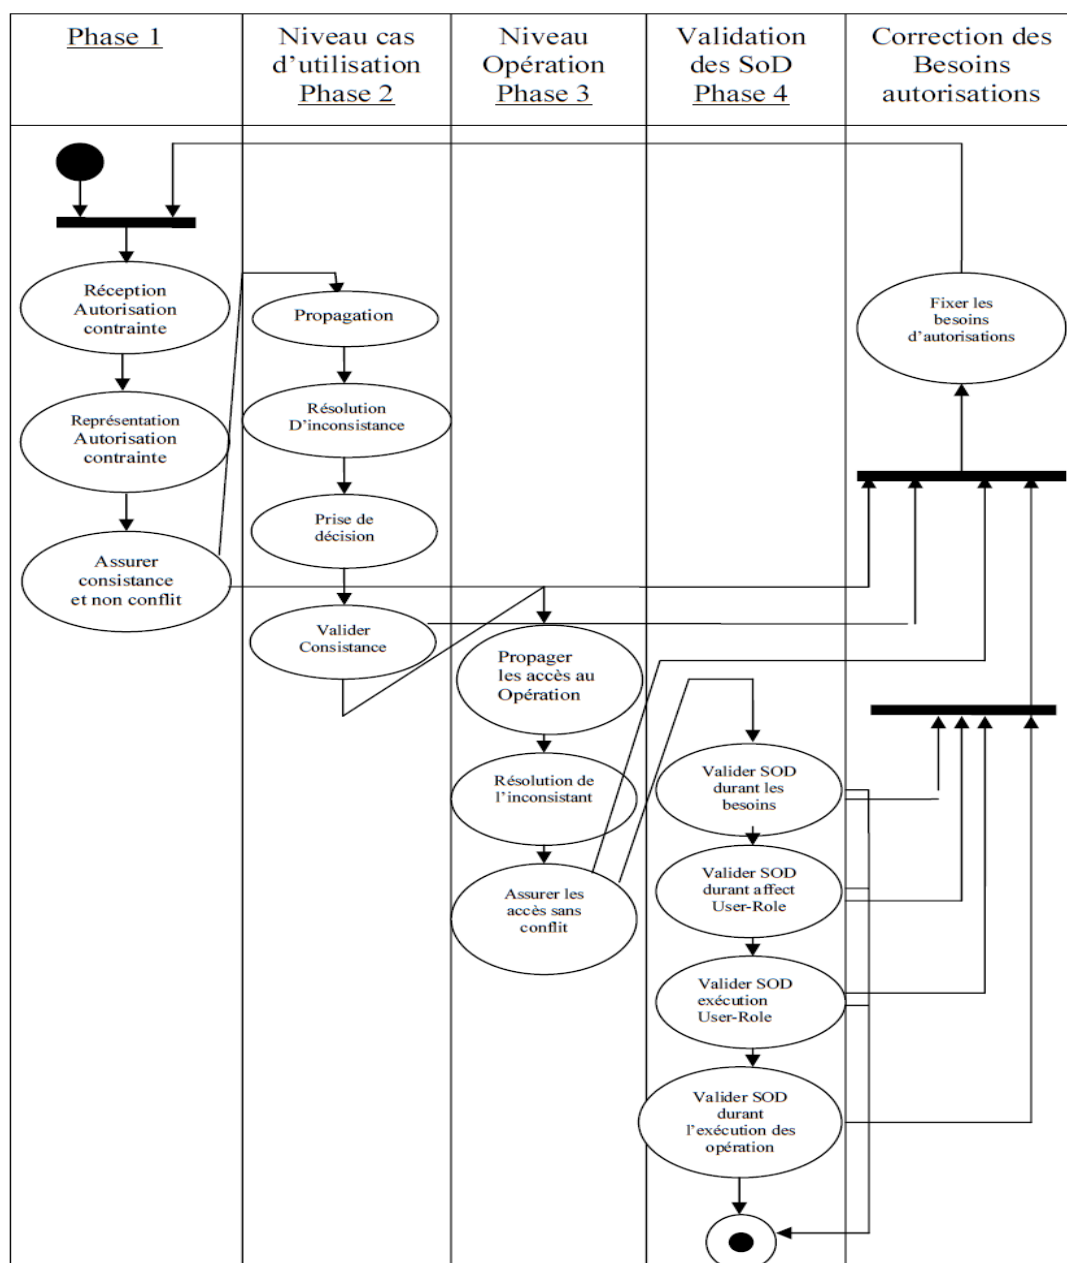 Phase 1
Niveau cas
d'utilisation
Phase 2
Niveau
Opération
Phase 3
Validation
des SoD
Phase 4
Correction des
Besoins
autorisations
Réception
Autorisation
contrainte
Représentation
Autorisation
contrainte
Assurer
consistance
et non conflit
Propagation
Résolution
D'inconsistance
Prise de
décision
Valider
Consistance
Propager
les accès au
Opération
Résolution de
l'inconsistant
Assurer les
accès sans
conflit
Valider SOD
durant les
besoins
Valider SOD
durant affect
User-Role
Valider SOD
exécution
User-Role
Valider SOD
durant
l'exécution des
opération
Fixer les
besoins
d'autorisations